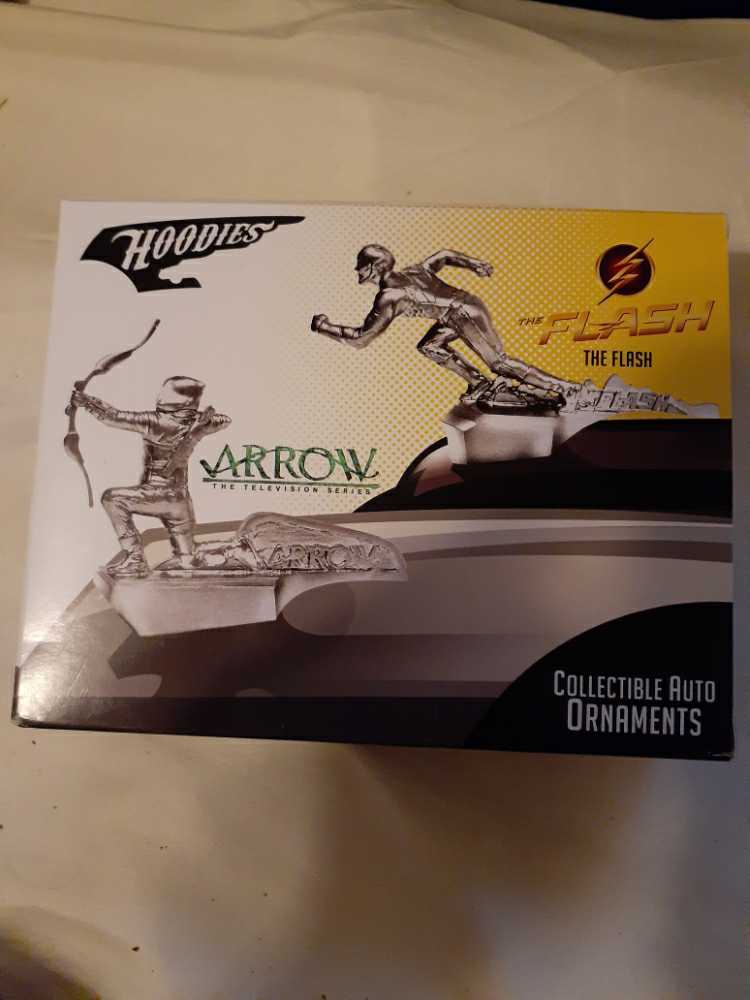 HOODIES
THE FLASH
THE FLASH
ARROW
THE TELEVISION SERIES
FLASH
ARROW
COLLECTIBLE AUTO
ORNAMENTS